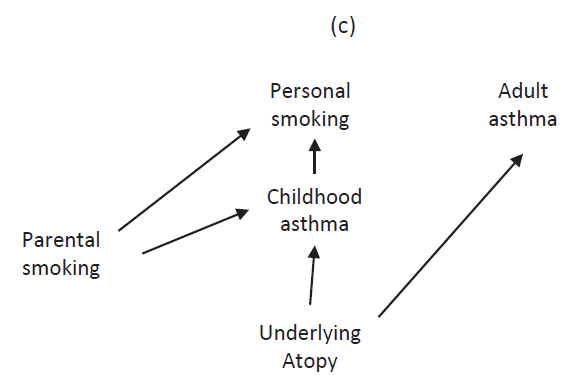 (c)
Personal
smoking
Adult
asthma
Childhood
asthma
Parental
smoking
Underlying
Atopy